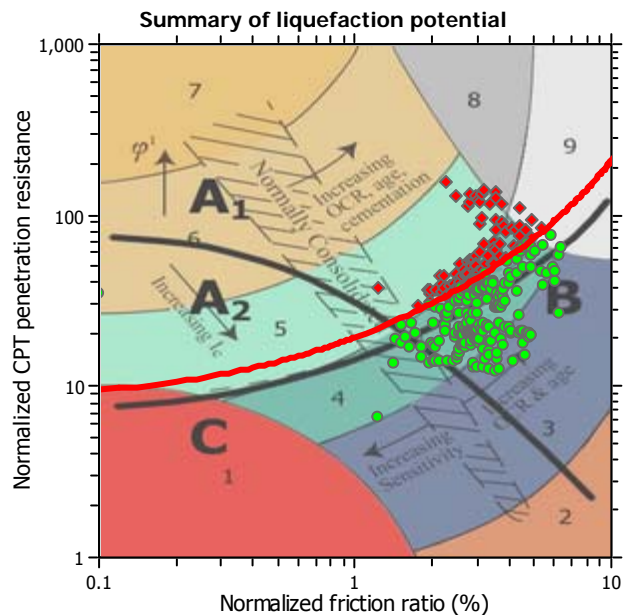 Summary of liquefaction potential
Normalized CPT penetration resistance
1,000
100
10
1
0.1
1
10
Normalized friction ratio (%)
7
8
9
φ'
A1
Normally Consolidated
Increasing
OCR, age,
cementation
6
A2
Increasing Ic
5
B
4
Increasing
OCR & age
C
Increasing
Sensitivity
3
1
2